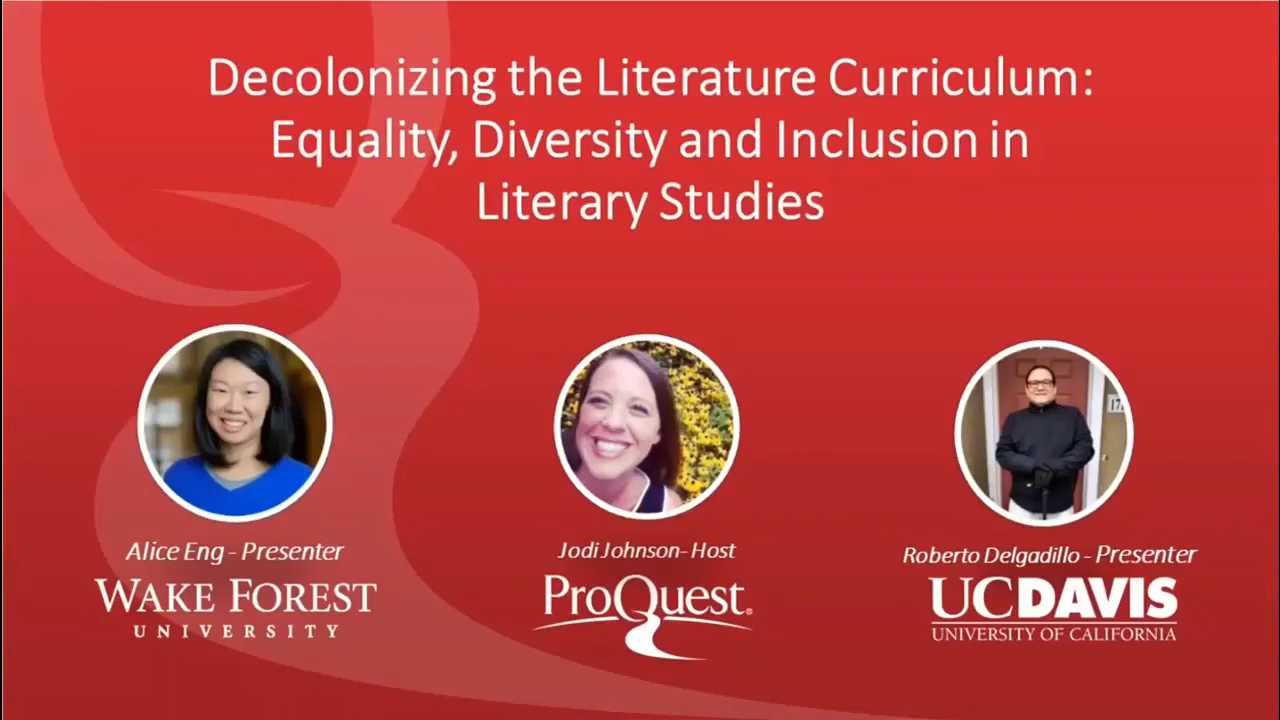 Decolonizing the Literature Curriculum:
Equality, Diversity and Inclusion in
Literary Studies
Alice Eng - Presenter
WAKE FOREST
UNIVERSITY
Jodi Johnson- Host
ProQuest®
Roberto Delgadillo - Presenter
UCDAVIS
UNIVERSITY OF CALIFORNIA